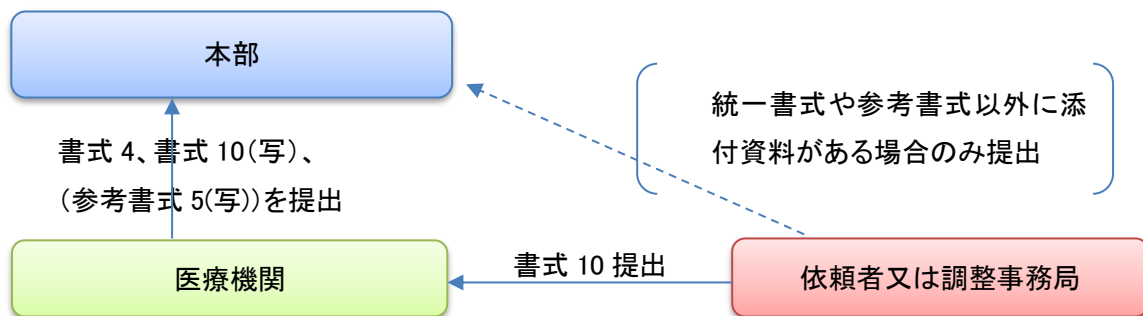 本部
統一書式や参考書式以外に添
付資料がある場合のみ提出
書式 4、書式 10(写)、
(参考書式 5(写))を提出
医療機関
書式 10 提出
依頼者又は調整事務局